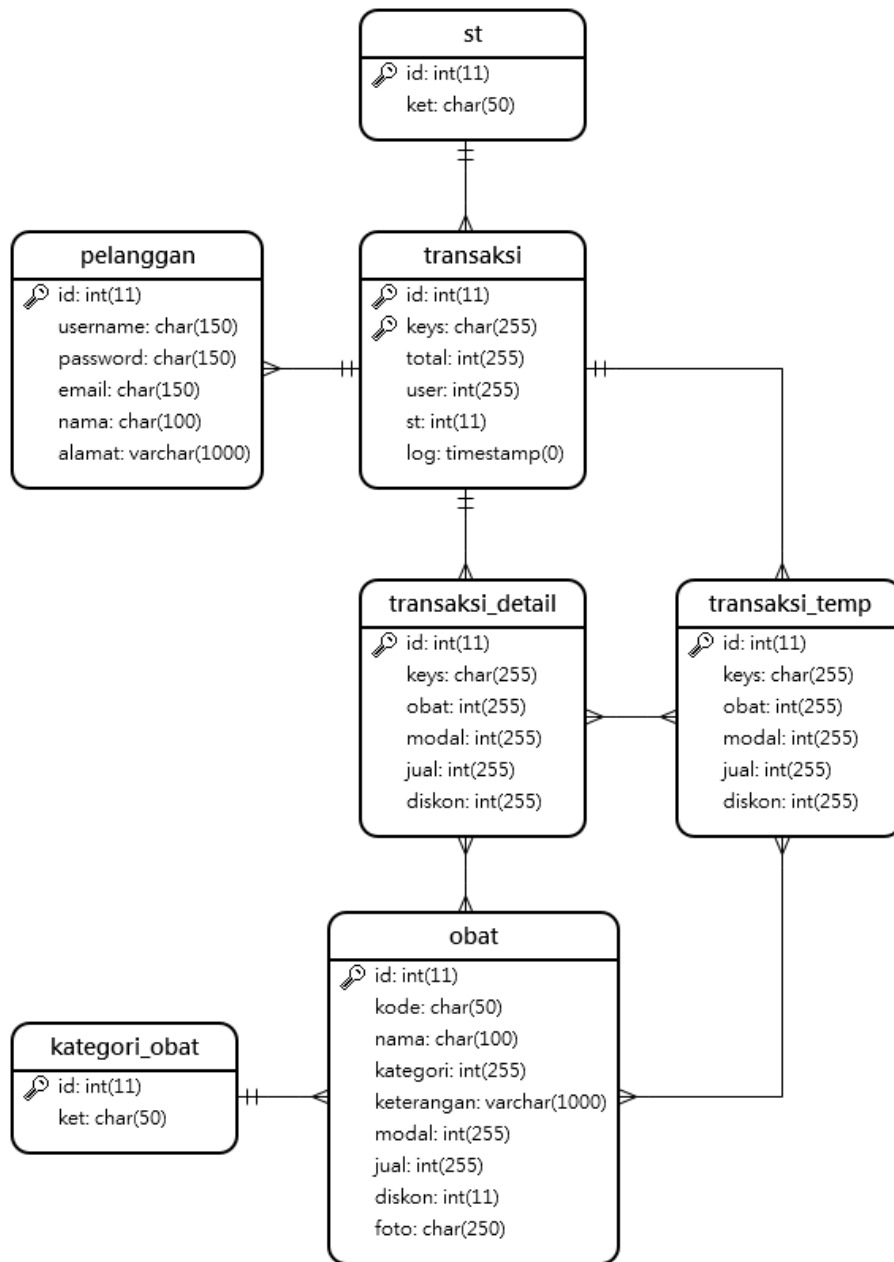 st
id: int(11)
ket: char(50)
pelanggan
id: int(11)
username: char(150)
password: char(150)
email: char(150)
nama: char(100)
alamat: varchar(1000)
transaksi
id: int(11)
keys: char(255)
total: int(255)
user: int(255)
st: int(11)
log: timestamp(0)
transaksi_detail
id: int(11)
keys: char(255)
obat: int(255)
modal: int(255)
jual: int(255)
diskon: int(255)
transaksi_temp
id: int(11)
keys: char(255)
obat: int(255)
modal: int(255)
jual: int(255)
diskon: int(255)
obat
id: int(11)
kode: char(50)
nama: char(100)
kategori: int(255)
keterangan: varchar(1000)
modal: int(255)
jual: int(255)
diskon: int(11)
foto: char(250)
kategori_obat
id: int(11)
ket: char(50)